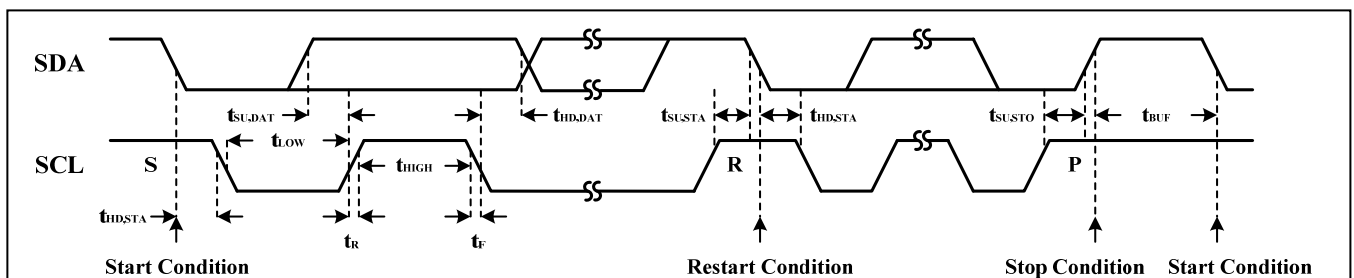 SDA
tSU,DAT
tHD,DAT
tSU,STA
tHD,STA
tSU,STO
tBUF
tLOW
SCL
S
tHIGH
R
P
tHD,STA
tR
tF
Start Condition
Restart Condition
Stop Condition
Start Condition